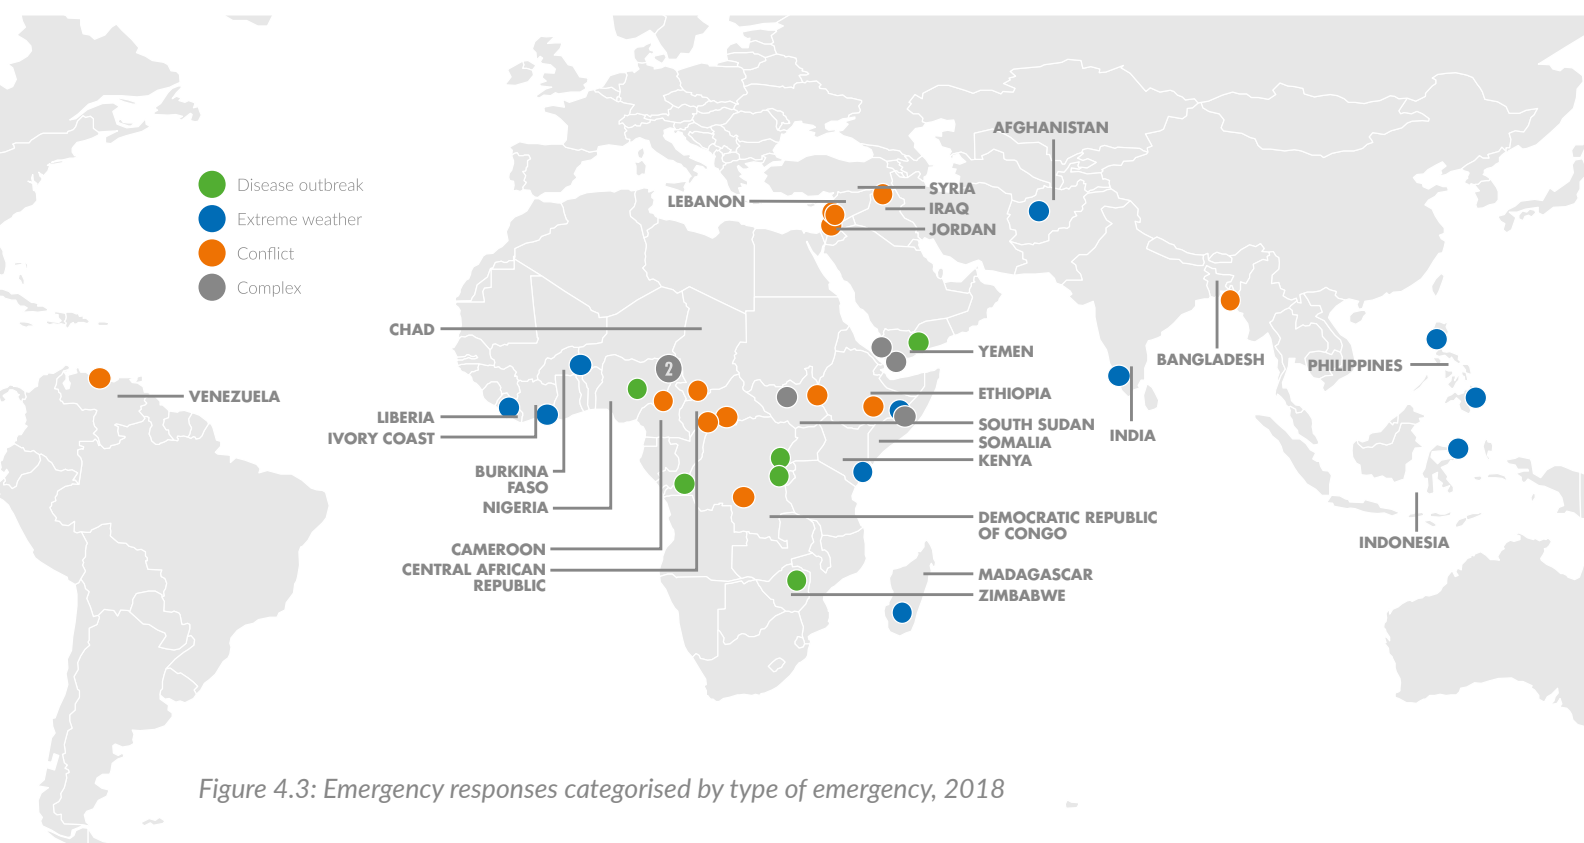 AFGHANISTAN
Disease outbreak
Extreme weather
Conflict
Complex
LEBANON
SYRIA
IRAQ
JORDAN
CHAD
2
YEMEN
BANGLADESH
PHILIPPINES
VENEZUELA
ETHIOPIA
LIBERIA
IVORY COAST
SOUTH SUDAN
SOMALIA
KENYA
INDIA
BURKINA
FASO
NIGERIA
DEMOCRATIC REPUBLIC
OF CONGO
INDONESIA
CAMEROON
CENTRAL AFRICAN
REPUBLIC
MADAGASCAR
ZIMBABWE
Figure 4.3: Emergency responses categorised by type of emergency, 2018